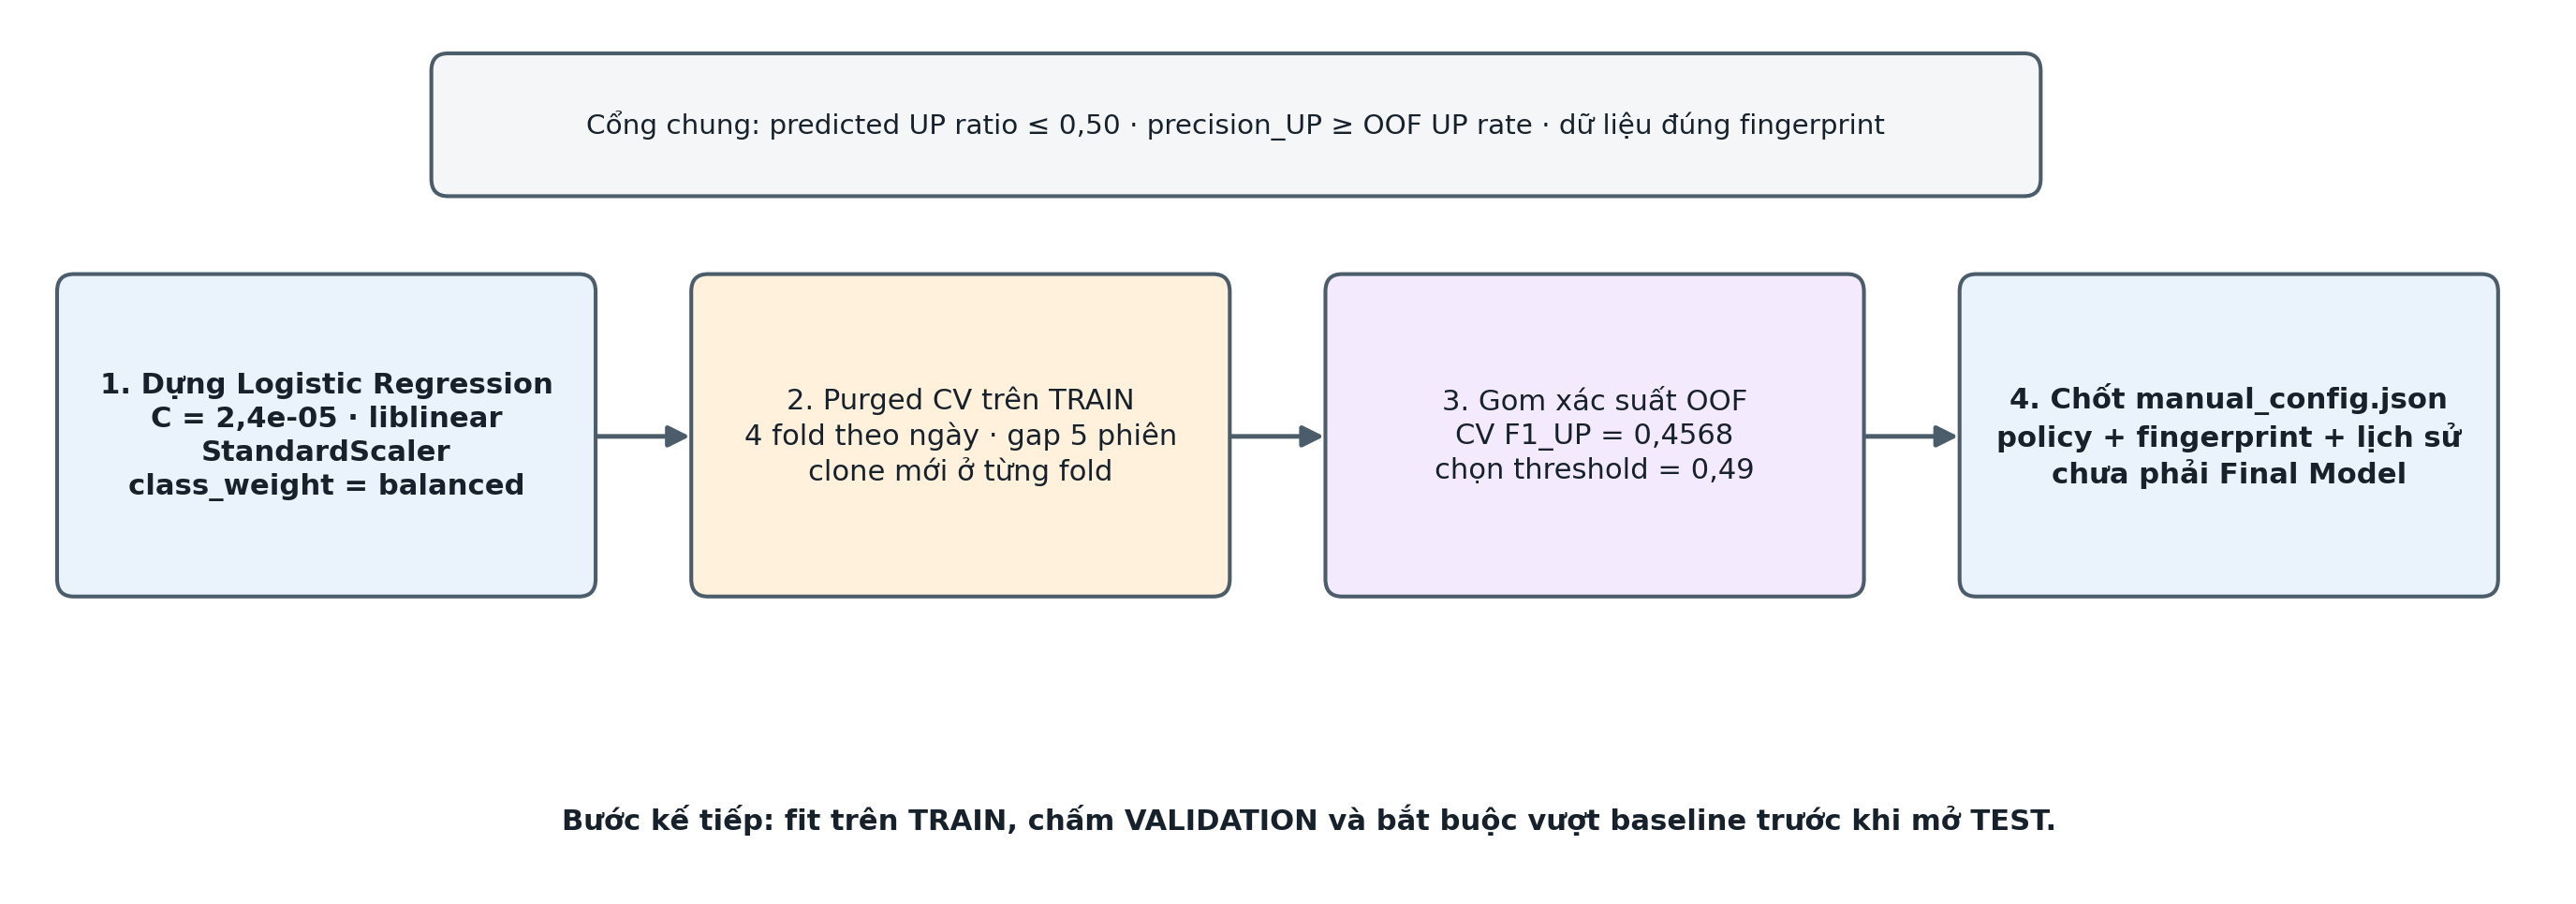 Cổng chung: predicted UP ratio ≤ 0,50 · precision_UP ≥ OOF UP rate · dữ liệu đúng fingerprint
1. Dựng Logistic Regression
C = 2,4e-05 · liblinear
StandardScaler
class_weight = balanced
2. Purged CV trên TRAIN
4 fold theo ngày · gap 5 phiên
clone mới ở từng fold
3. Gom xác suất OOF
CV F1_UP = 0,4568
chọn threshold = 0,49
4. Chốt manual_config.json
policy + fingerprint + lịch sử
chưa phải Final Model
Bước kế tiếp: fit trên TRAIN, chấm VALIDATION và bắt buộc vượt baseline trước khi mở TEST.